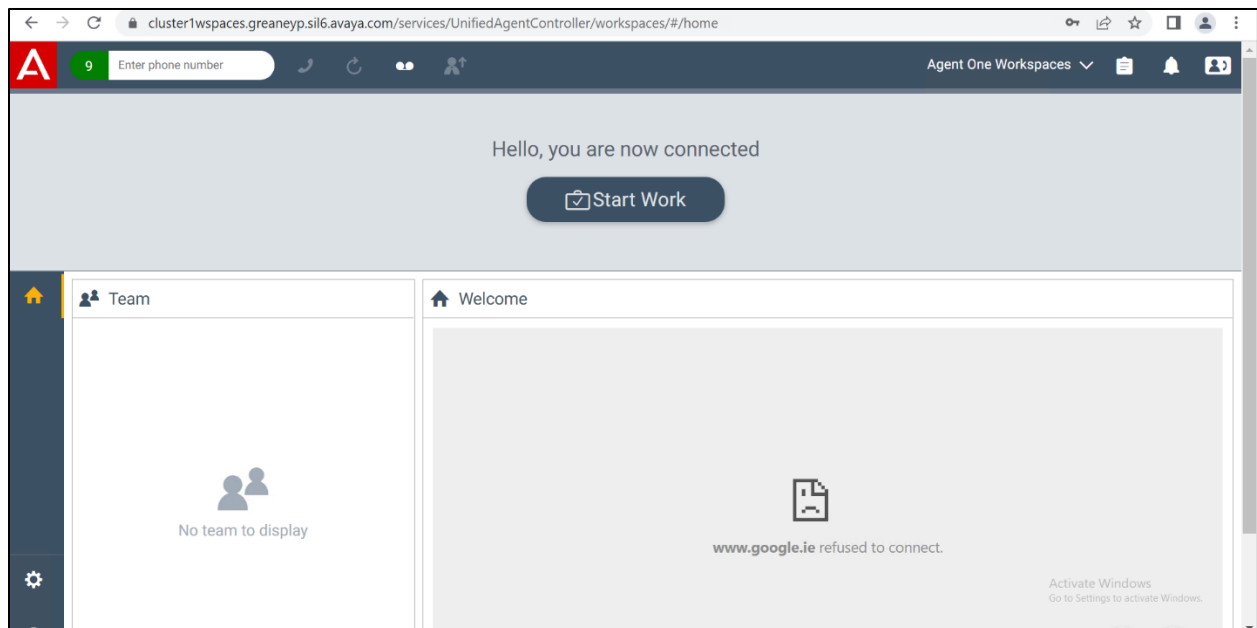 cluster1wspaces.greaneyp.sil6.avaya.com/services/UnifiedAgentController/workspaces/#/home
9 Enter phone number Agent One Workspaces
Hello, you are now connected
Start Work
Team
Welcome
No team to display
www.google.ie refused to connect.
Activate Windows
Go to Settings to activate Windows.